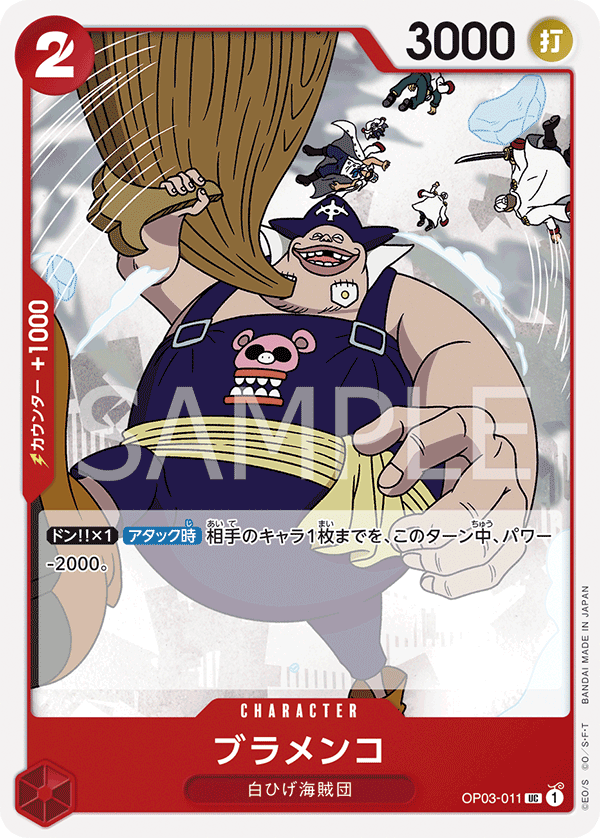 2
3000 打
カウンター +1000
SAMPLE
ドン!!×1 アタック時 相手のキャラ1枚までを、このターン中、パワー
-2000。
CHARACTER
ブラメンコ
白ひげ海賊団
OP03-011 UC 1
©E.O/S ©O/S・F・T BANDAI MADE IN JAPAN